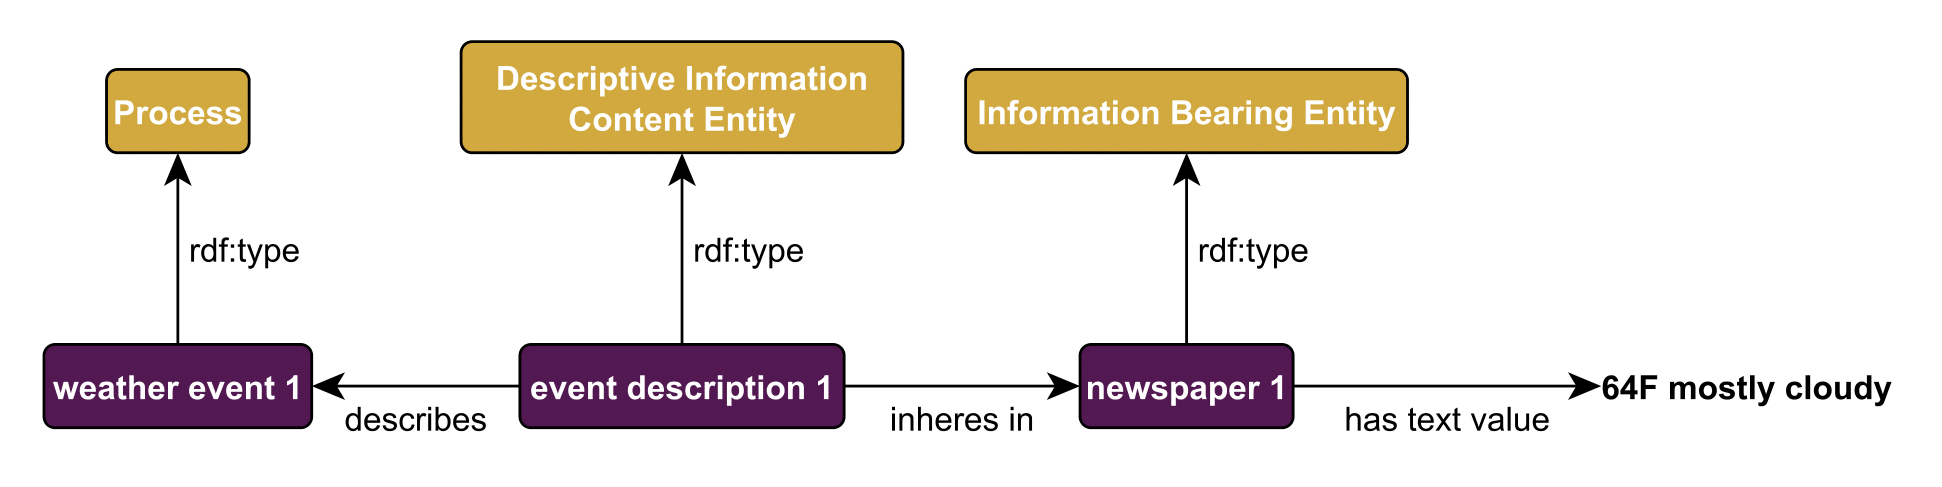 Process
Descriptive Information
Content Entity
Information Bearing Entity
rdf:type
rdf:type
rdf:type
weather event 1
describes
event description 1
inheres in
newspaper 1
has text value
64F mostly cloudy